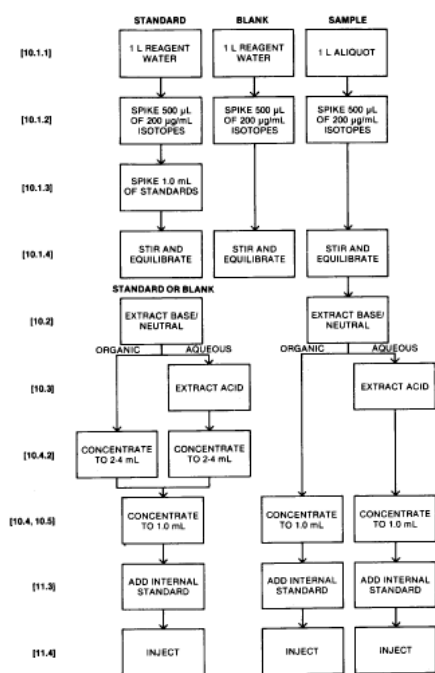 STANDARD BLANK SAMPLE
[10.1.1]
1 L REAGENT
WATER
1 L REAGENT
WATER
1 L ALIQUOT
[10.1.2]
SPIKE 500 µL
OF 200 µg/mL
ISOTOPES
SPIKE 500 µL
OF 200 µg/mL
ISOTOPES
SPIKE 500 µL
OF 200 µg/mL
ISOTOPES
[10.1.3]
SPIKE 1.0 mL
OF STANDARDS
[10.1.4]
STIR AND
EQUILIBRATE
STIR AND
EQUILIBRATE
STIR AND
EQUILIBRATE
STANDARD OR BLANK
[10.2]
EXTRACT BASE/
NEUTRAL
EXTRACT BASE/
NEUTRAL
ORGANIC AQUEOUS
ORGANIC AQUEOUS
[10.3]
EXTRACT ACID
EXTRACT ACID
[10.4.2]
CONCENTRATE
TO 2-4 mL
CONCENTRATE
TO 2-4 mL
[10.4, 10.5]
CONCENTRATE
TO 1.0 mL
CONCENTRATE
TO 1.0 mL
CONCENTRATE
TO 1.0 mL
[11.3]
ADD INTERNAL
STANDARD
ADD INTERNAL
STANDARD
ADD INTERNAL
STANDARD
[11.4]
INJECT
INJECT
INJECT